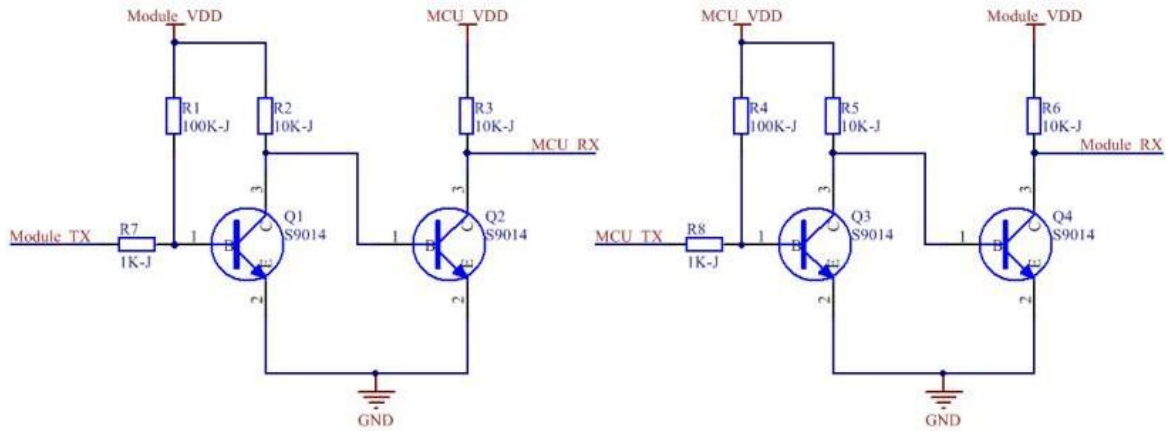 Module_VDD
MCU_VDD
MCU_VDD
Module_VDD
R1
100K-J
R2
10K-J
R3
10K-J
R4
100K-J
R5
10K-J
R6
10K-J
MCU_RX
Module_RX
3
3
3
3
C
C
C
C
Q1
S9014
Q2
S9014
Q3
S9014
Q4
S9014
Module_TX
R7
1K-J
1
B
1
B
MCU_TX
R8
1K-J
1
B
1
B
E
E
E
E
2
2
2
2
GND
GND